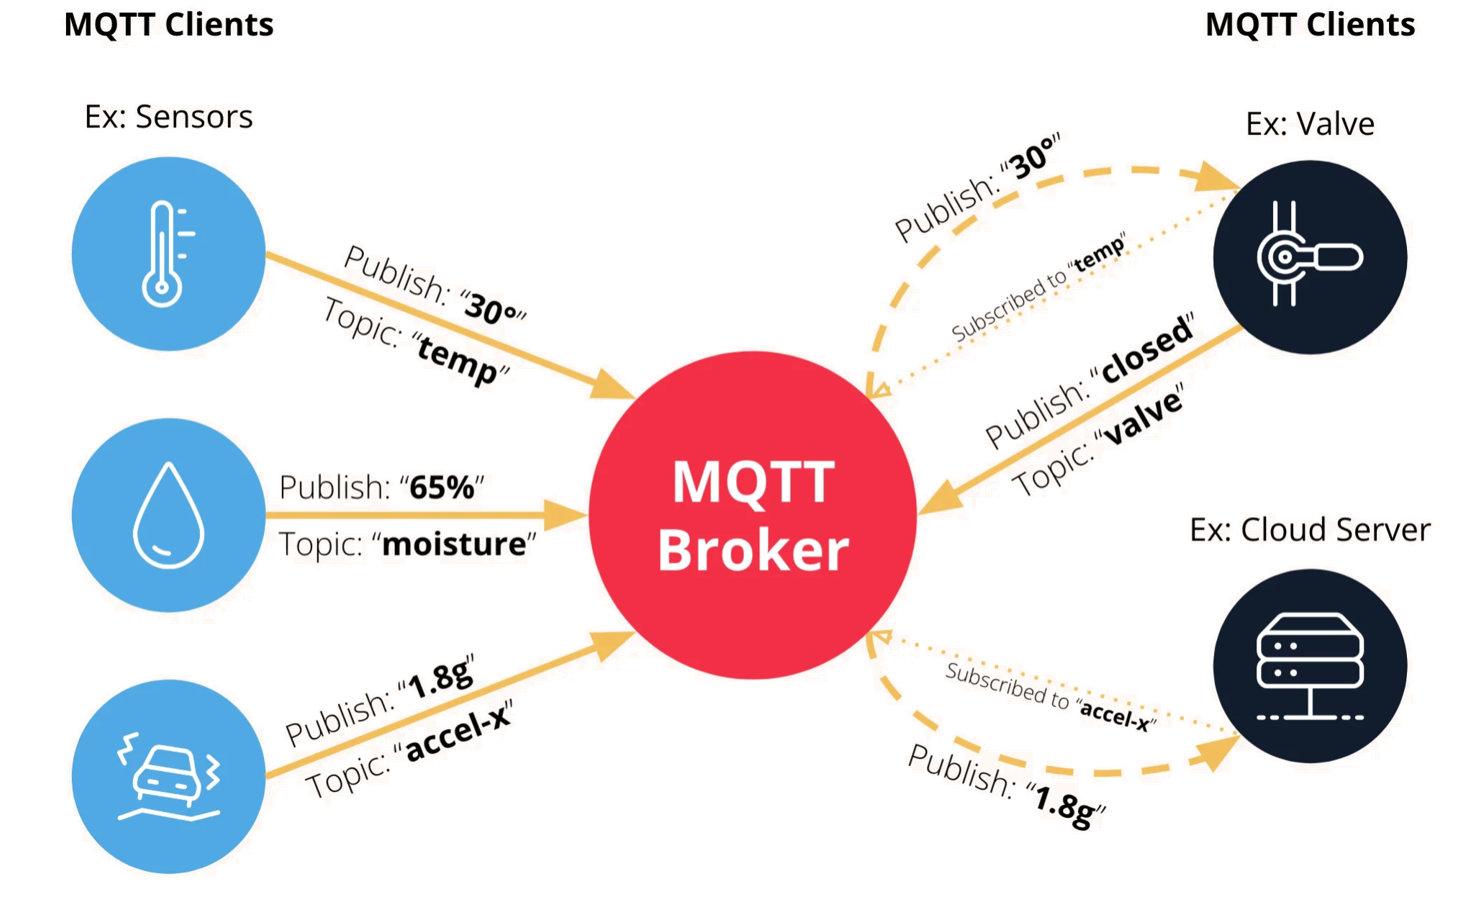 MQTT Clients
MQTT Clients
Ex: Sensors
Ex: Valve
Publish: “30°”
Topic: “temp”
Publish: “30°”
Subscribed to “temp”
Publish: “closed”
Topic: “valve”
Publish: “65%”
Topic: “moisture”
MQTT
Broker
Ex: Cloud Server
Publish: “1.8g”
Topic: “accel-x”
Subscribed to “accel-x”
Publish: “1.8g”